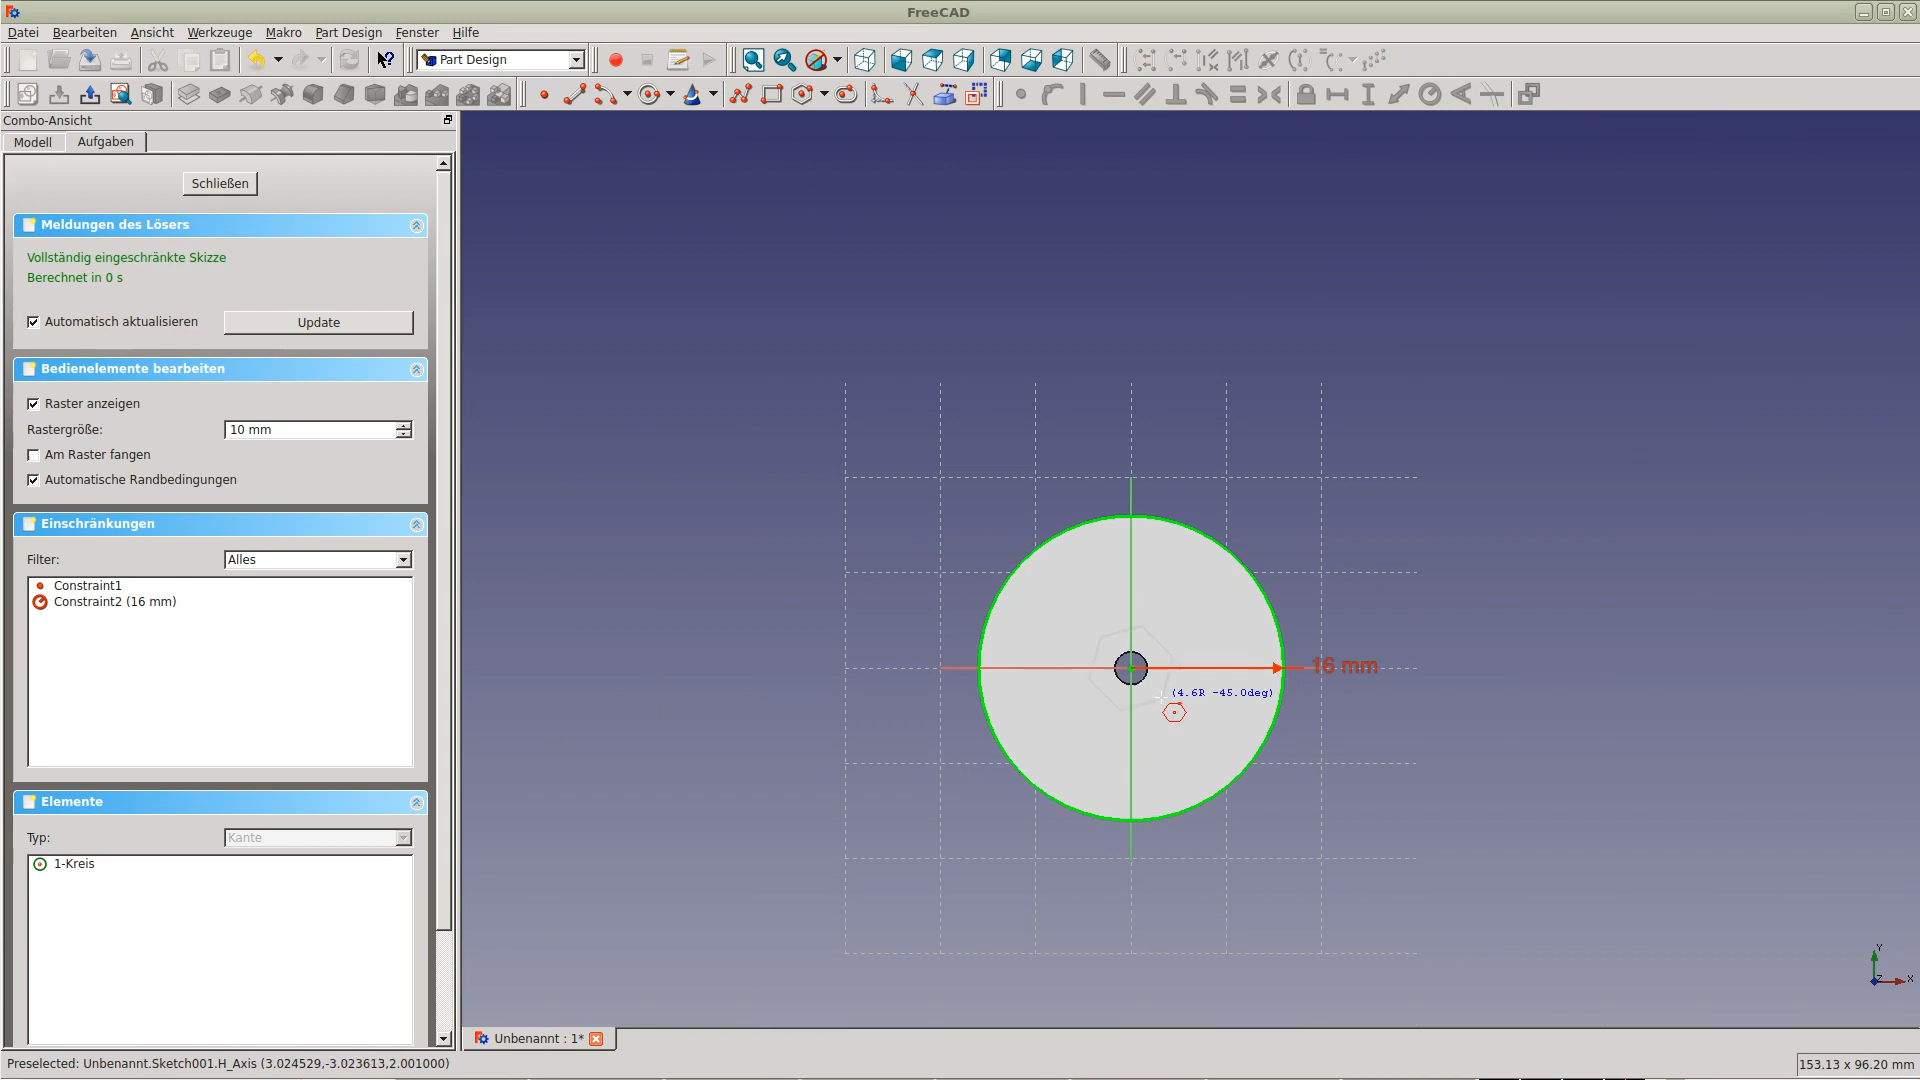 FreeCAD
Datei Bearbeiten Ansicht Werkzeuge Makro Part Design Fenster Hilfe
Part Design
Combo-Ansicht
Modell Aufgaben
Schließen
Meldungen des Lösers
Vollständig eingeschränkte Skizze
Berechnet in 0 s
Automatisch aktualisieren Update
Bedienelemente bearbeiten
Raster anzeigen
Rastergröße: 10 mm
Am Raster fangen
Automatische Randbedingungen
Einschränkungen
Filter: Alles
Constraint1
Constraint2 (16 mm)
Elemente
Typ: Kante
1-Kreis
16 mm
(4.6R -45.0deg)
Y
Z X
Unbenannt : 1*
Preselected: Unbenannt.Sketch001.H_Axis (3.024529,-3.023613,2.001000)
153.13 x 96.20 mm